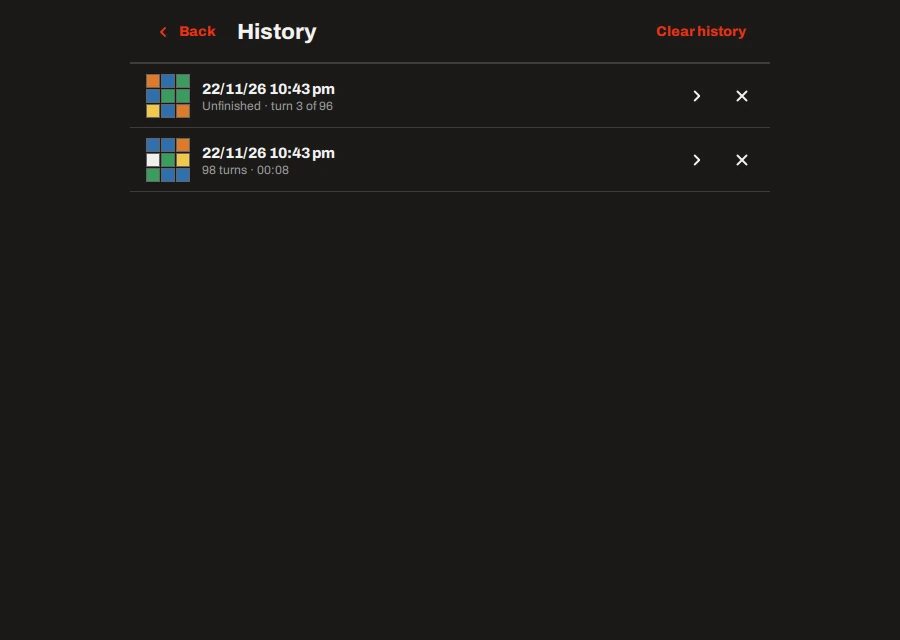 Back History Clear history
22/11/26 10:43 pm
Unfinished · turn 3 of 96
22/11/26 10:43 pm
98 turns · 00:08